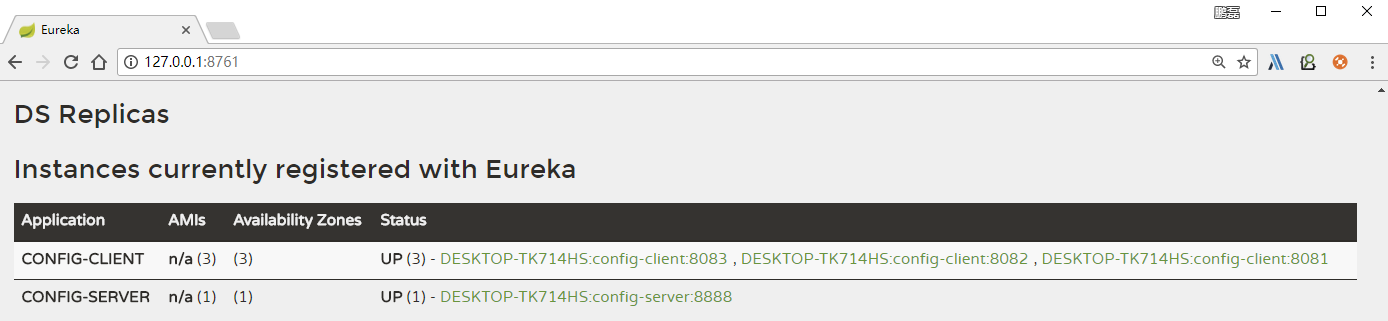 鹏磊
Eureka
127.0.0.1:8761
DS Replicas
Instances currently registered with Eureka
Application AMIs Availability Zones Status
CONFIG-CLIENT n/a (3) (3) UP (3) - DESKTOP-TK714HS:config-client:8083 , DESKTOP-TK714HS:config-client:8082 , DESKTOP-TK714HS:config-client:8081
CONFIG-SERVER n/a (1) (1) UP (1) - DESKTOP-TK714HS:config-server:8888